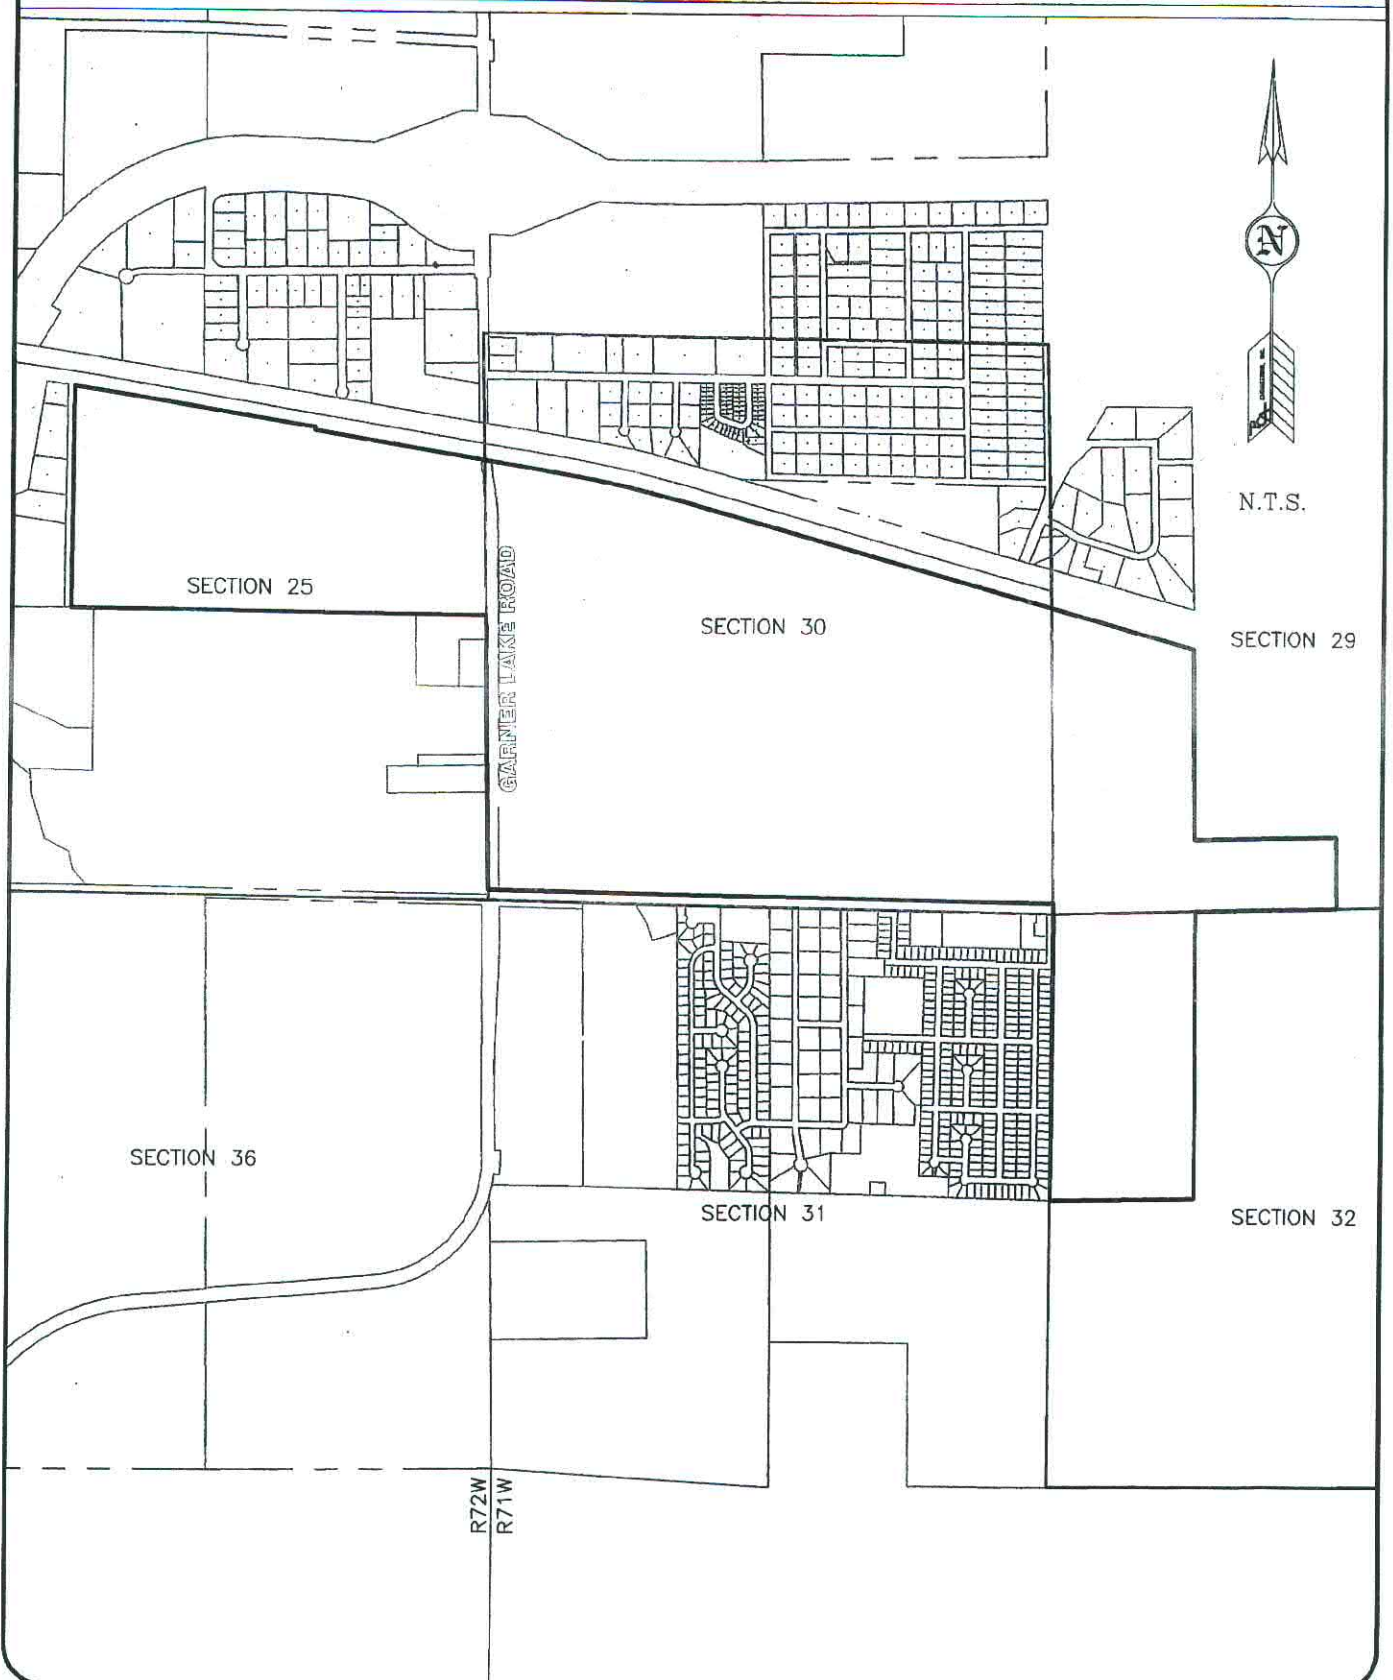 N
N.T.S.
SECTION 25
GARNER LAKE ROAD
SECTION 30
SECTION 29
SECTION 36
SECTION 31
SECTION 32
R72W
R71W